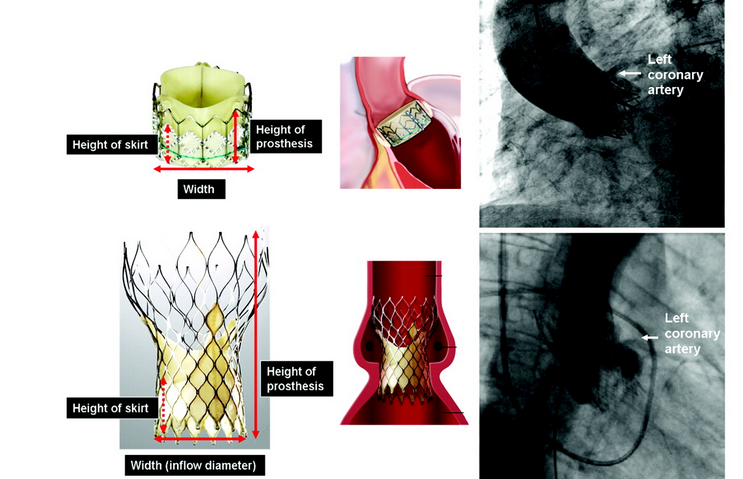 Height of skirt
Height of
prosthesis
Width
Left
coronary
artery
Height of skirt
Height of
prosthesis
Width (inflow diameter)
Left
coronary
artery